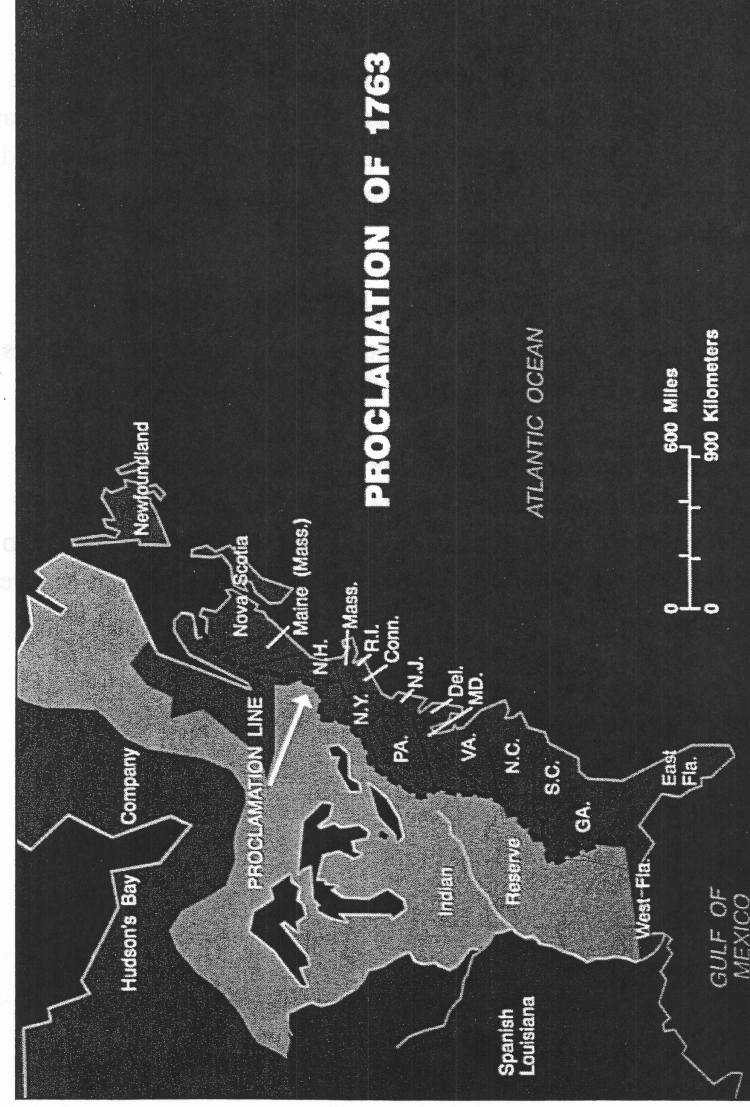 PROCLAMATION OF 1763
Hudson's Bay
Company
Newfoundland
PROCLAMATION LINE
Nova Scotia
Maine (Mass.)
N.H.
Mass.
R.I.
Conn.
N.Y.
N.J.
PA.
Del.
MD.
VA.
N.C.
S.C.
GA.
Indian
Reserve
Spanish
Louisiana
West Fla.
East
Fla.
ATLANTIC OCEAN
GULF OF
MEXICO
0 600 Miles
0 900 Kilometers